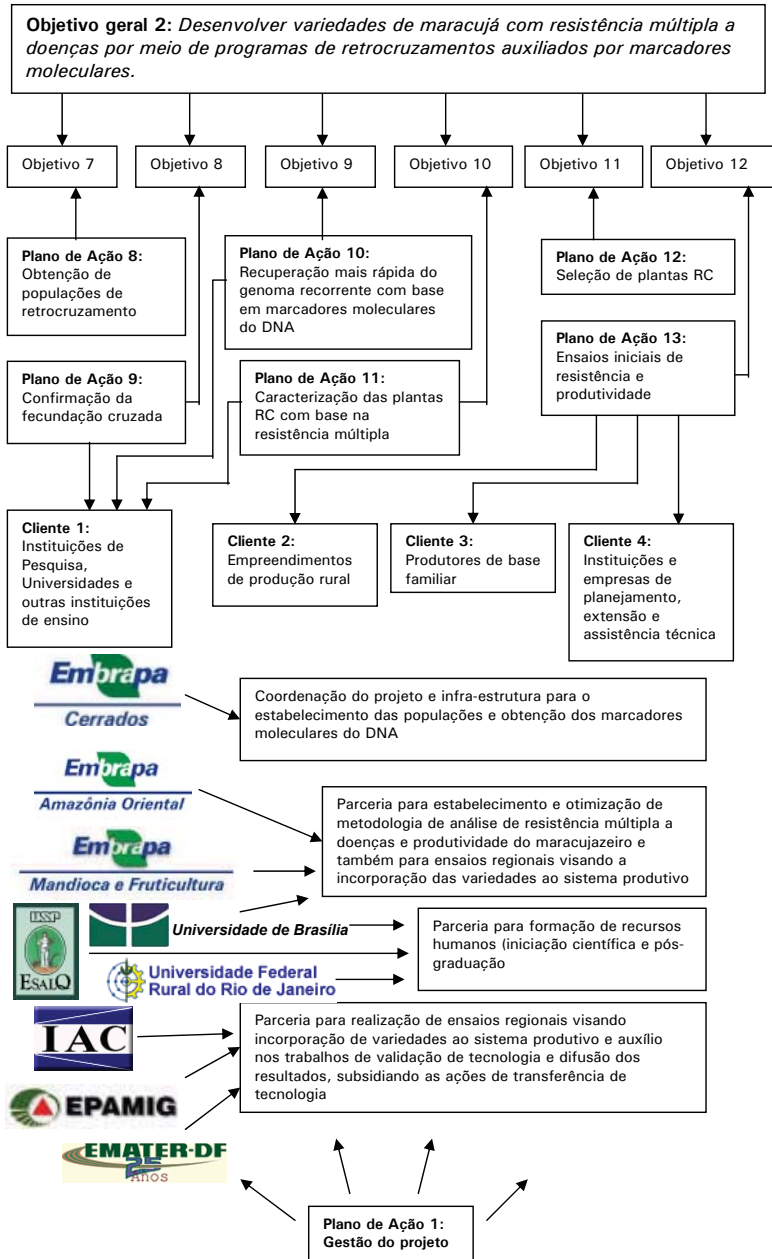 Objetivo geral 2: Desenvolver variedades de maracujá com resistência múltipla a
doenças por meio de programas de retrocruzamentos auxiliados por marcadores
moleculares.
Objetivo 7
Objetivo 8
Objetivo 9
Objetivo 10
Objetivo 11
Objetivo 12
Plano de Ação 8:
Obtenção de
populações de
retrocruzamento
Plano de Ação 10:
Recuperação mais rápida do
genoma recorrente com base
em marcadores moleculares
do DNA
Plano de Ação 12:
Seleção de plantas RC
Plano de Ação 9:
Confirmação da
fecundação cruzada
Plano de Ação 11:
Caracterização das plantas
RC com base na
resistência múltipla
Plano de Ação 13:
Ensaios iniciais de
resistência e
produtividade
Cliente 1:
Instituições de
Pesquisa,
Universidades e
outras instituições
de ensino
Cliente 2:
Empreendimentos
de produção rural
Cliente 3:
Produtores de base
familiar
Cliente 4:
Instituições e
empresas de
planejamento,
extensão e
assistência técnica
Embrapa
Cerrados
Coordenação do projeto e infra-estrutura para o
estabelecimento das populações e obtenção dos marcadores
moleculares do DNA
Embrapa
Amazônia Oriental
Embrapa
Mandioca e Fruticultura
Parceria para estabelecimento e otimização de
metodologia de análise de resistência múltipla a
doenças e produtividade do maracujazeiro e
também para ensaios regionais visando a
incorporação das variedades ao sistema produtivo
USP
ESALQ
Universidade de Brasília
Universidade Federal
Rural do Rio de Janeiro
Parceria para formação de recursos
humanos (iniciação científica e pós-
graduação
IAC
EPAMIG
EMATER-DF
25
Anos
Parceria para realização de ensaios regionais visando
incorporação de variedades ao sistema produtivo e auxílio
nos trabalhos de validação de tecnologia e difusão dos
resultados, subsidiando as ações de transferência de
tecnologia
Plano de Ação 1:
Gestão do projeto